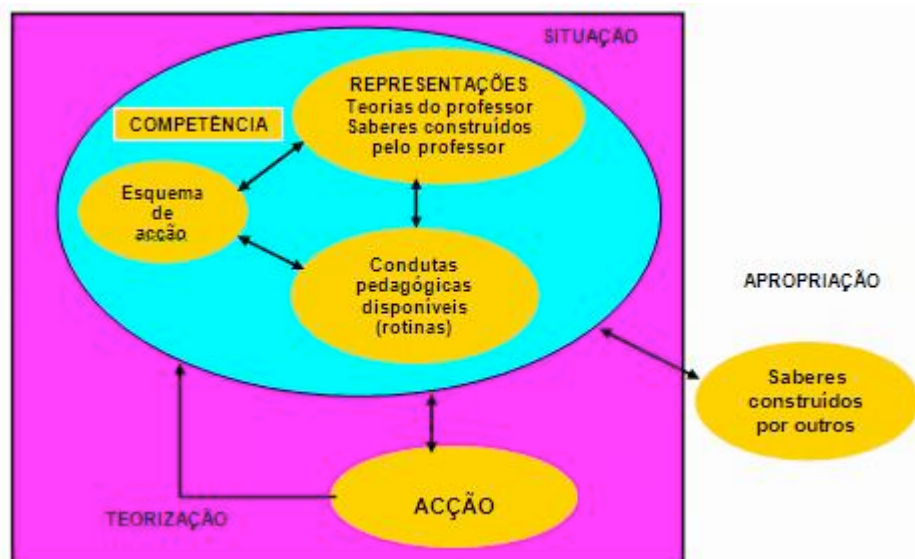 SITUAÇÃO
REPRESENTAÇÕES
Teorias do professor
Saberes construídos
pelo professor
COMPETÊNCIA
Esquema
de
acção
Condutas
pedagógicas
disponíveis
(rotinas)
APROPRIAÇÃO
Saberes
construídos
por outros
ACÇÃO
TEORIZAÇÃO